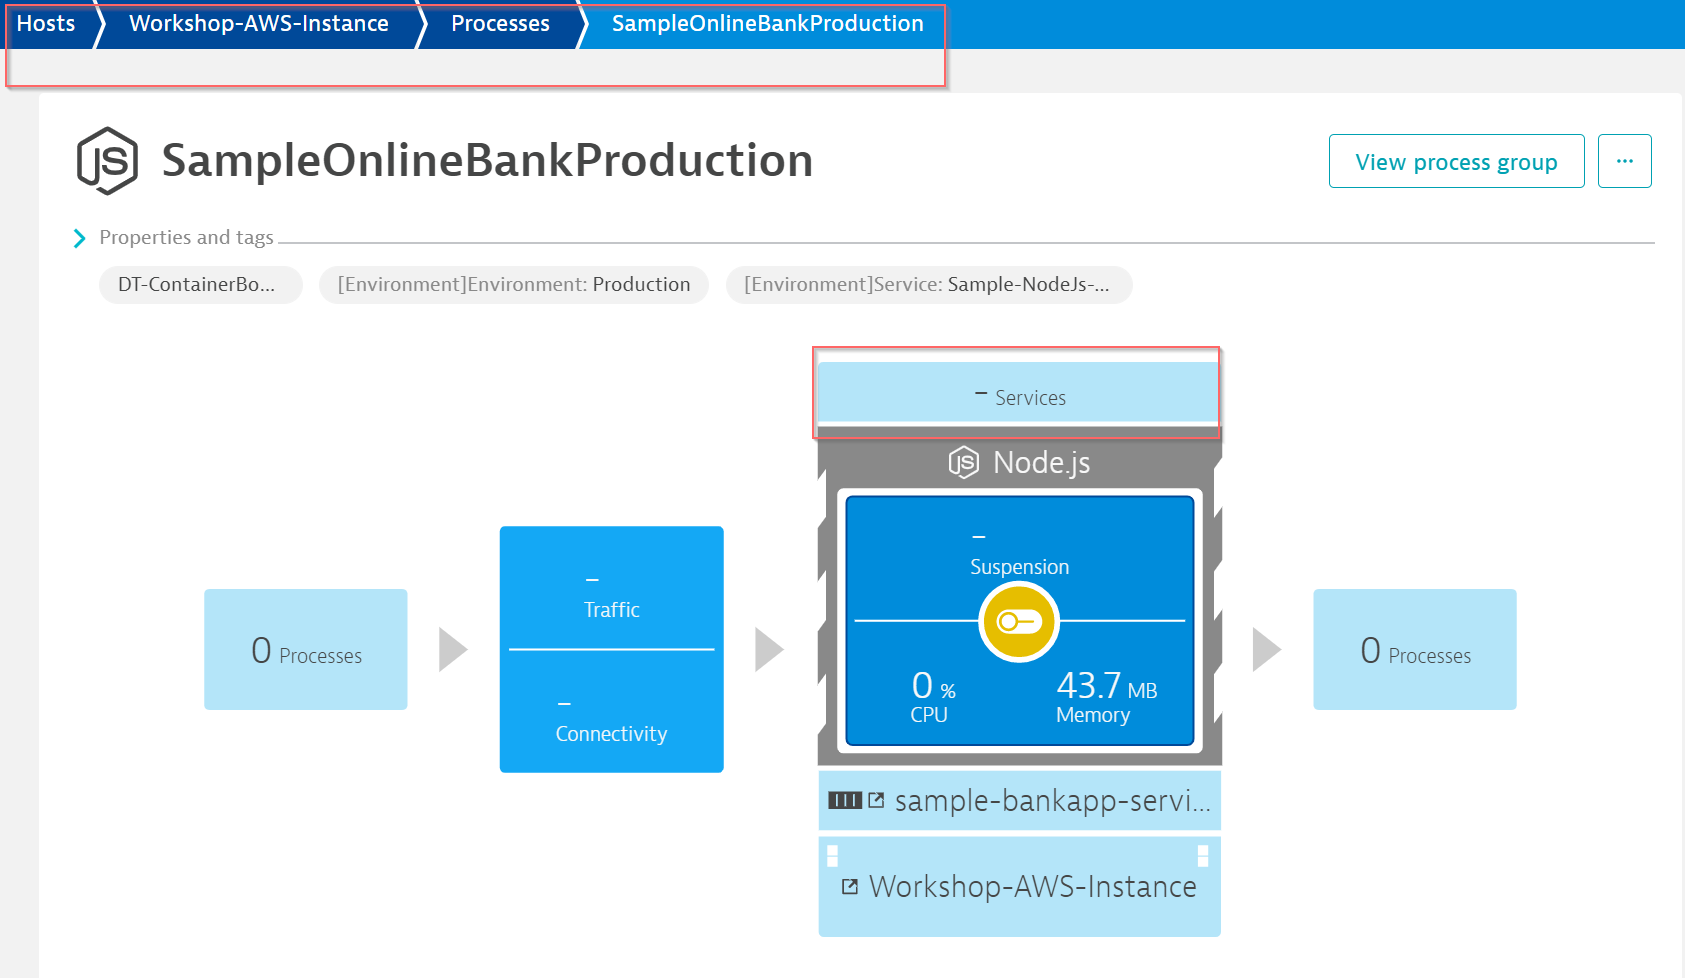 Hosts Workshop-AWS-Instance Processes SampleOnlineBankProduction
JS SampleOnlineBankProduction
View process group ...
Properties and tags
DT-ContainerBo... [Environment]Environment: Production [Environment]Service: Sample-NodeJs-...
– Services
JS Node.js
–
Suspension
–
Traffic
0 Processes
0 Processes
0 % 43.7 MB
CPU Memory
–
Connectivity
sample-bankapp-servi...
Workshop-AWS-Instance